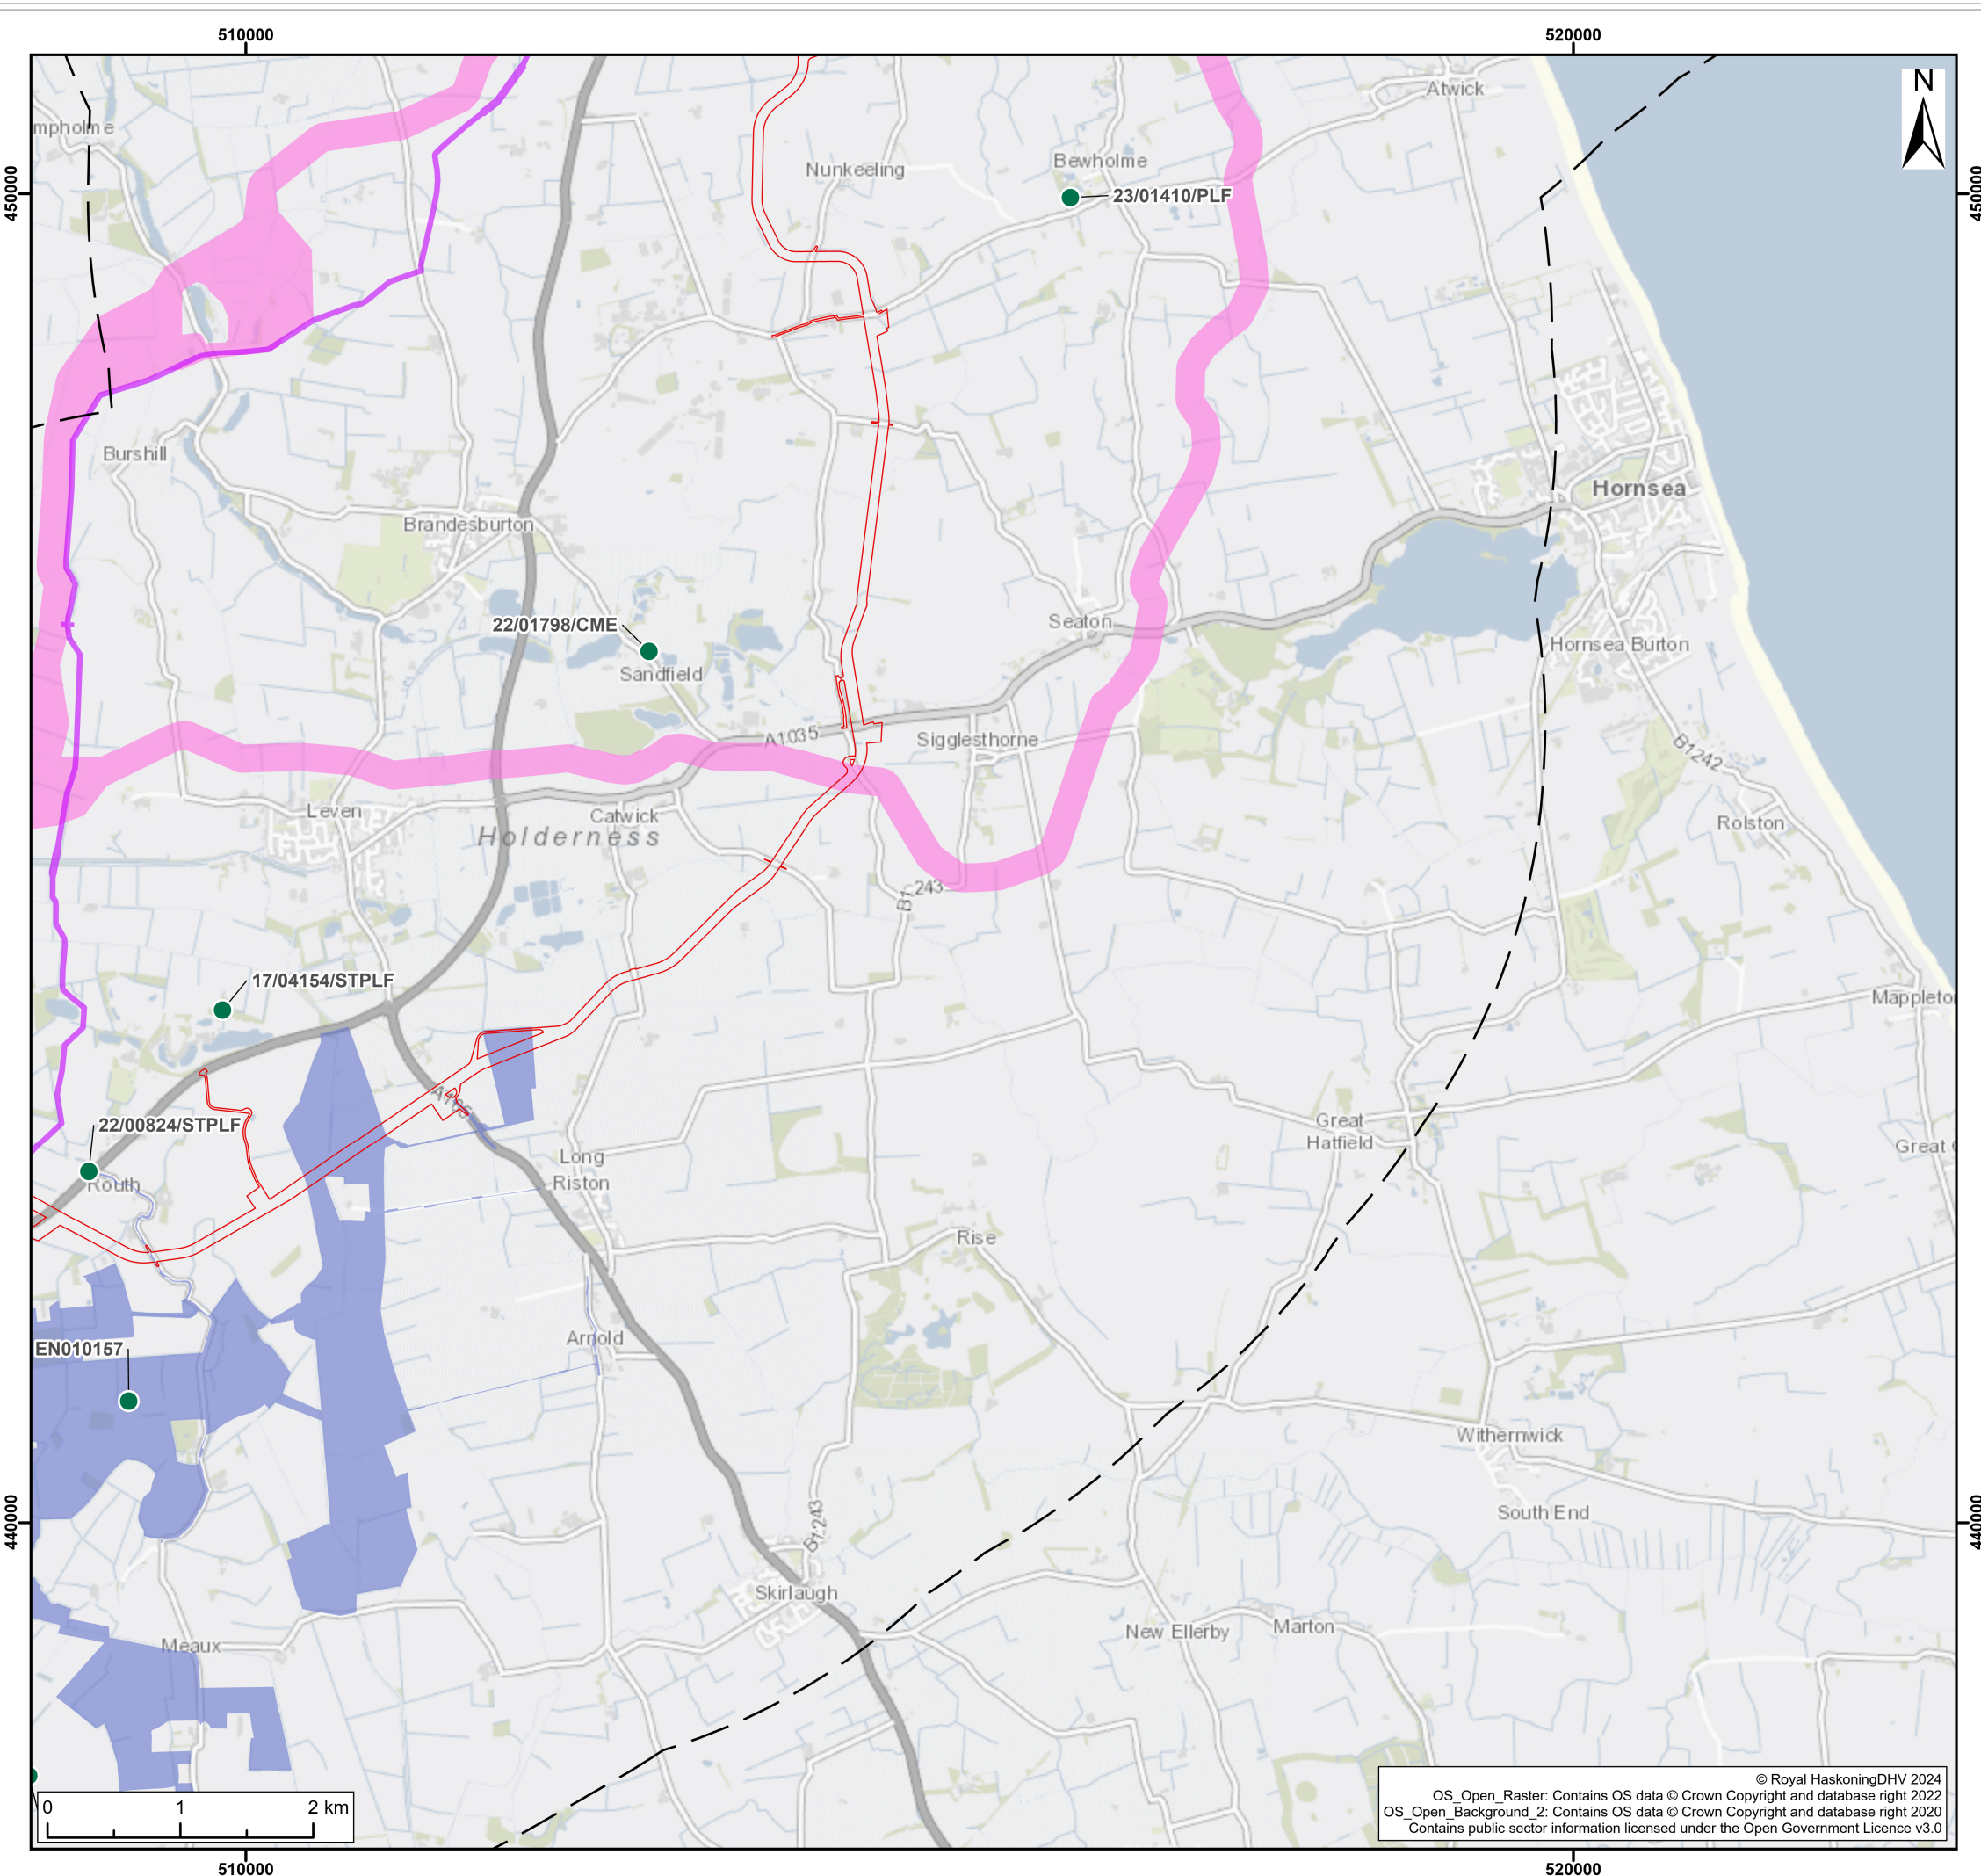 510000
520000
N
Atwick
mpholme
Nunkeeling
Bewholme
23/01410/PLF
450000
450000
Burshill
Hornsea
Brandesburton
22/01798/CME
Seaton
Hornsea Burton
Sandfield
A1035
Sigglesthorne
B1242
Leven
Catwick
Rolston
Holderness
B1243
17/04154/STPLF
Mappleto
A165
22/00824/STPLF
Great
Hatfield
Great
Long
Riston
Routh
Rise
Arnold
EN010157
Withernwick
440000
440000
South End
B1243
Skirlaugh
New Ellerby
Marton
Meaux
0 1 2 km
© Royal HaskoningDHV 2024
OS_Open_Raster: Contains OS data © Crown Copyright and database right 2022
OS_Open_Background_2: Contains OS data © Crown Copyright and database right 2020
Contains public sector information licensed under the Open Government Licence v3.0
510000
520000